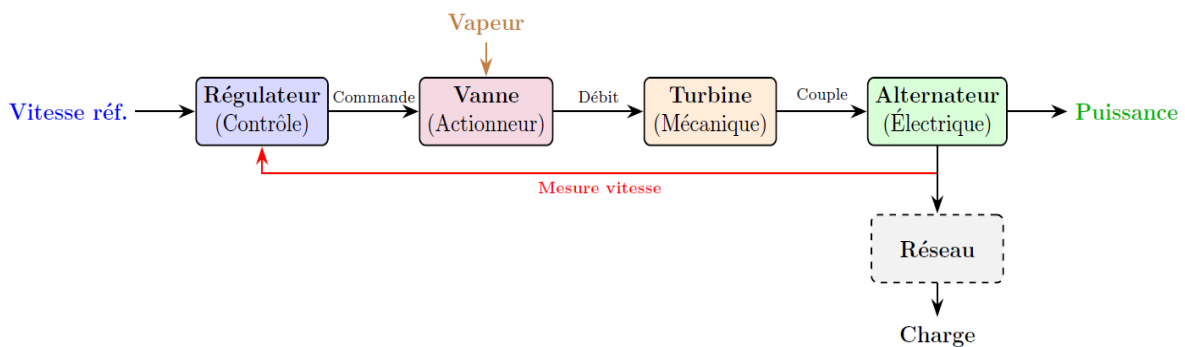 Vapeur
Vitesse réf.
Régulateur
(Contrôle)
Commande
Vanne
(Actionneur)
Débit
Turbine
(Mécanique)
Couple
Alternateur
(Électrique)
Puissance
Mesure vitesse
Réseau
Charge